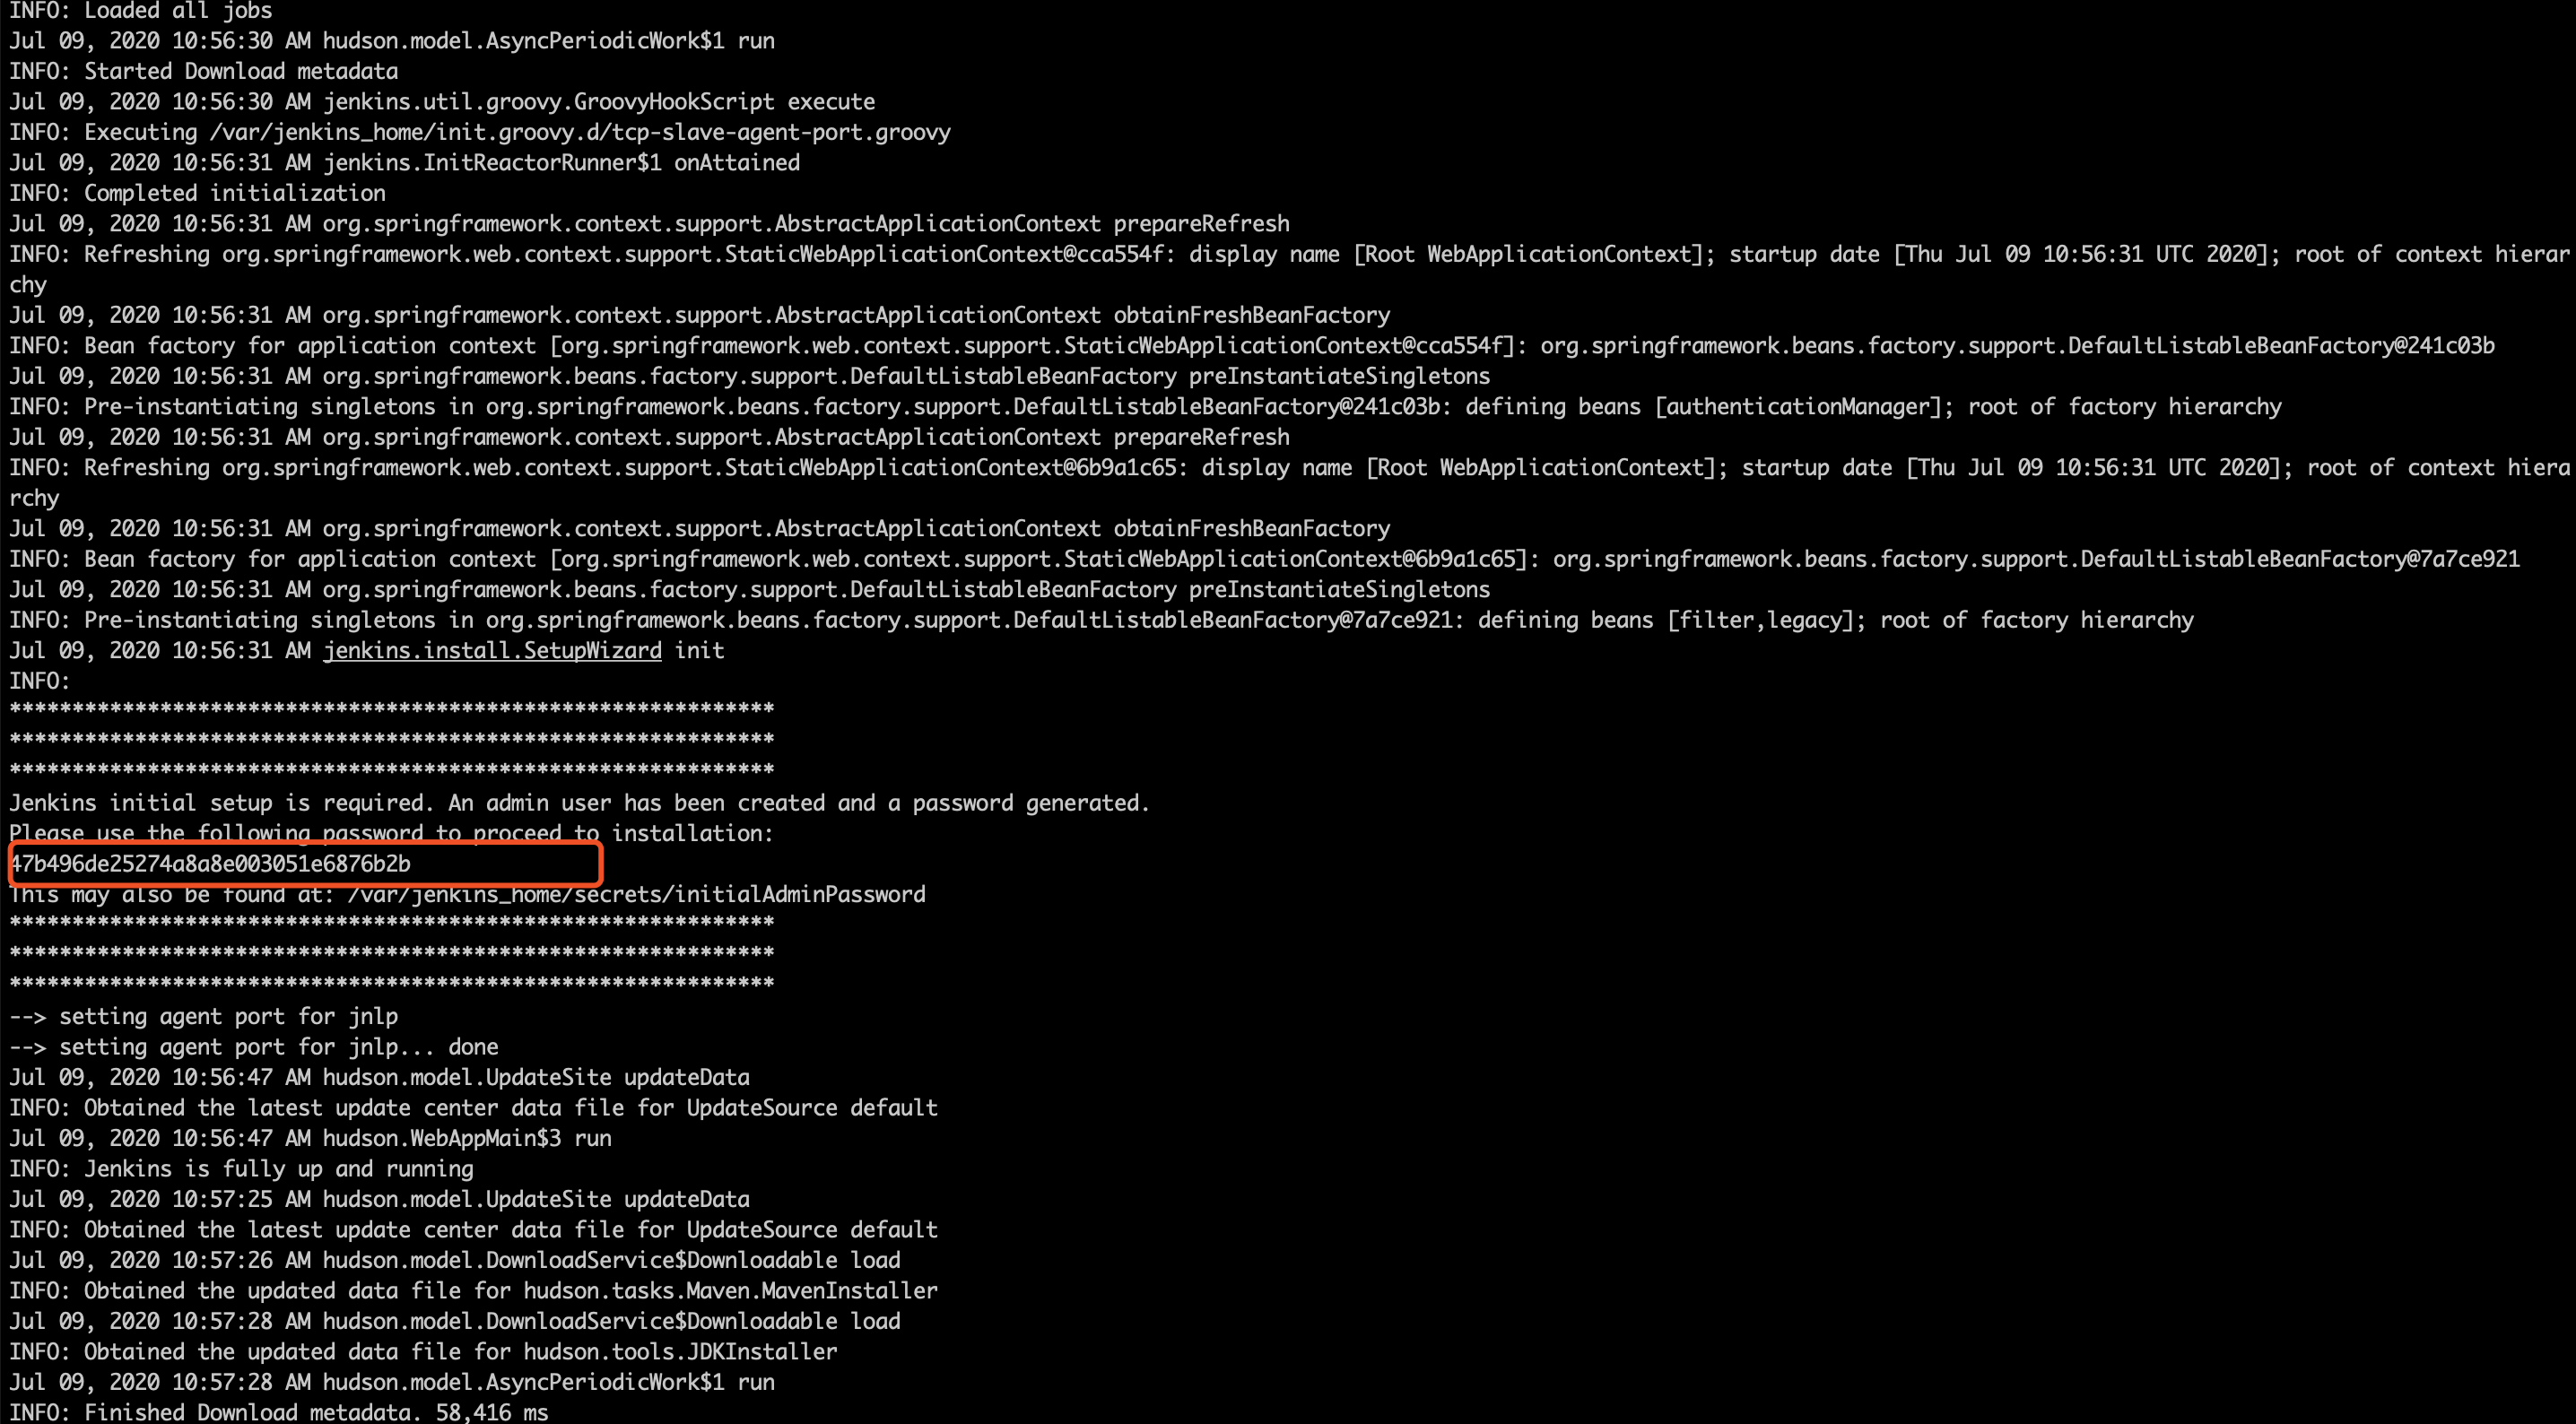 INFO: Loaded all jobs
Jul 09, 2020 10:56:30 AM hudson.model.AsyncPeriodicWork$1 run
INFO: Started Download metadata
Jul 09, 2020 10:56:30 AM jenkins.util.groovy.GroovyHookScript execute
INFO: Executing /var/jenkins_home/init.groovy.d/tcp-slave-agent-port.groovy
Jul 09, 2020 10:56:31 AM jenkins.InitReactorRunner$1 onAttained
INFO: Completed initialization
Jul 09, 2020 10:56:31 AM org.springframework.context.support.AbstractApplicationContext prepareRefresh
INFO: Refreshing org.springframework.web.context.support.StaticWebApplicationContext@cca554f: display name [Root WebApplicationContext]; startup date [Thu Jul 09 10:56:31 UTC 2020]; root of context hierar
chy
Jul 09, 2020 10:56:31 AM org.springframework.context.support.AbstractApplicationContext obtainFreshBeanFactory
INFO: Bean factory for application context [org.springframework.web.context.support.StaticWebApplicationContext@cca554f]: org.springframework.beans.factory.support.DefaultListableBeanFactory@241c03b
Jul 09, 2020 10:56:31 AM org.springframework.beans.factory.support.DefaultListableBeanFactory preInstantiateSingletons
INFO: Pre-instantiating singletons in org.springframework.beans.factory.support.DefaultListableBeanFactory@241c03b: defining beans [authenticationManager]; root of factory hierarchy
Jul 09, 2020 10:56:31 AM org.springframework.context.support.AbstractApplicationContext prepareRefresh
INFO: Refreshing org.springframework.web.context.support.StaticWebApplicationContext@6b9a1c65: display name [Root WebApplicationContext]; startup date [Thu Jul 09 10:56:31 UTC 2020]; root of context hiera
rchy
Jul 09, 2020 10:56:31 AM org.springframework.context.support.AbstractApplicationContext obtainFreshBeanFactory
INFO: Bean factory for application context [org.springframework.web.context.support.StaticWebApplicationContext@6b9a1c65]: org.springframework.beans.factory.support.DefaultListableBeanFactory@7a7ce921
Jul 09, 2020 10:56:31 AM org.springframework.beans.factory.support.DefaultListableBeanFactory preInstantiateSingletons
INFO: Pre-instantiating singletons in org.springframework.beans.factory.support.DefaultListableBeanFactory@7a7ce921: defining beans [filter,legacy]; root of factory hierarchy
Jul 09, 2020 10:56:31 AM jenkins.install.SetupWizard init
INFO:
*************************************************************
*************************************************************
*************************************************************
Jenkins initial setup is required. An admin user has been created and a password generated.
Please use the following password to proceed to installation:
47b496de25274a8a8e003051e6876b2b
This may also be found at: /var/jenkins_home/secrets/initialAdminPassword
*************************************************************
*************************************************************
*************************************************************
--> setting agent port for jnlp
--> setting agent port for jnlp... done
Jul 09, 2020 10:56:47 AM hudson.model.UpdateSite updateData
INFO: Obtained the latest update center data file for UpdateSource default
Jul 09, 2020 10:56:47 AM hudson.WebAppMain$3 run
INFO: Jenkins is fully up and running
Jul 09, 2020 10:57:25 AM hudson.model.UpdateSite updateData
INFO: Obtained the latest update center data file for UpdateSource default
Jul 09, 2020 10:57:26 AM hudson.model.DownloadService$Downloadable load
INFO: Obtained the updated data file for hudson.tasks.Maven.MavenInstaller
Jul 09, 2020 10:57:28 AM hudson.model.DownloadService$Downloadable load
INFO: Obtained the updated data file for hudson.tools.JDKInstaller
Jul 09, 2020 10:57:28 AM hudson.model.AsyncPeriodicWork$1 run
INFO: Finished Download metadata. 58,416 ms